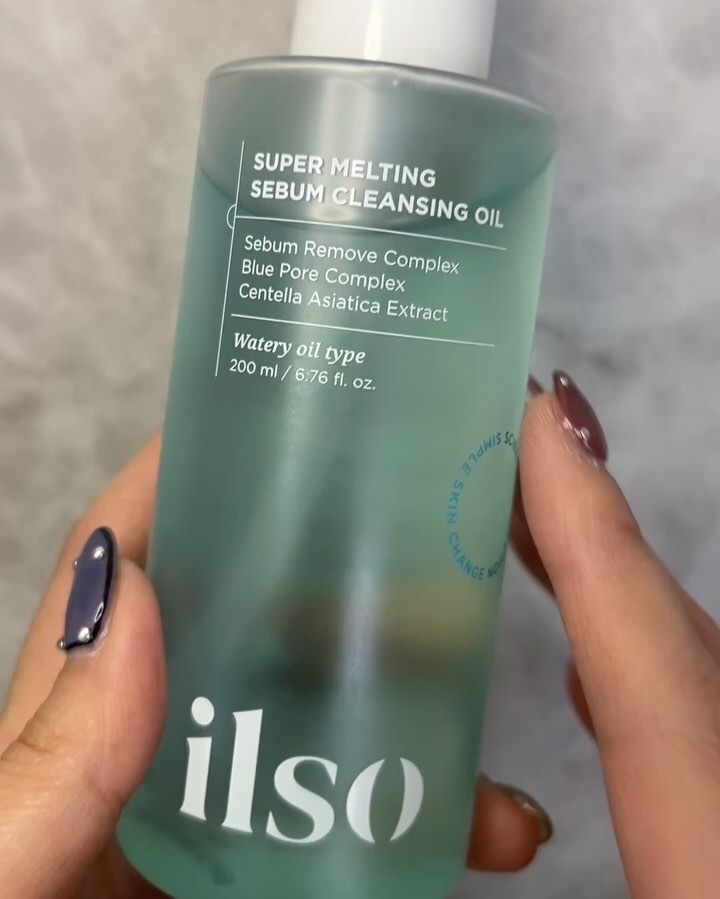 SUPER MELTING
SEBUM CLEANSING OIL
Sebum Remove Complex
Blue Pore Complex
Centella Asiatica Extract
Watery oil type
200 ml / 6.76 fl. oz.
SIMPLE SKIN CHANGE
ilso